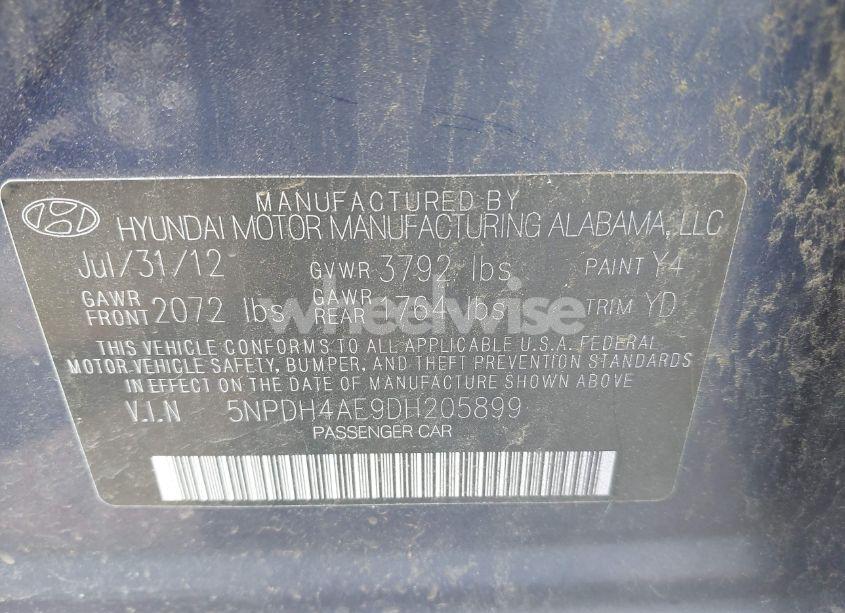 MANUFACTURED BY
HYUNDAI MOTOR MANUFACTURING ALABAMA, LLC
Jul/31/12 GVWR 3792 lbs PAINT Y4
GAWR FRONT 2072 lbs GAWR REAR 1764 lbs TRIM YD
wheelwise
THIS VEHICLE CONFORMS TO ALL APPLICABLE U.S.A. FEDERAL
MOTOR VEHICLE SAFETY, BUMPER, AND THEFT PREVENTION STANDARDS
IN EFFECT ON THE DATE OF MANUFACTURE SHOWN ABOVE
V.I.N 5NPDH4AE9DH205899
PASSENGER CAR